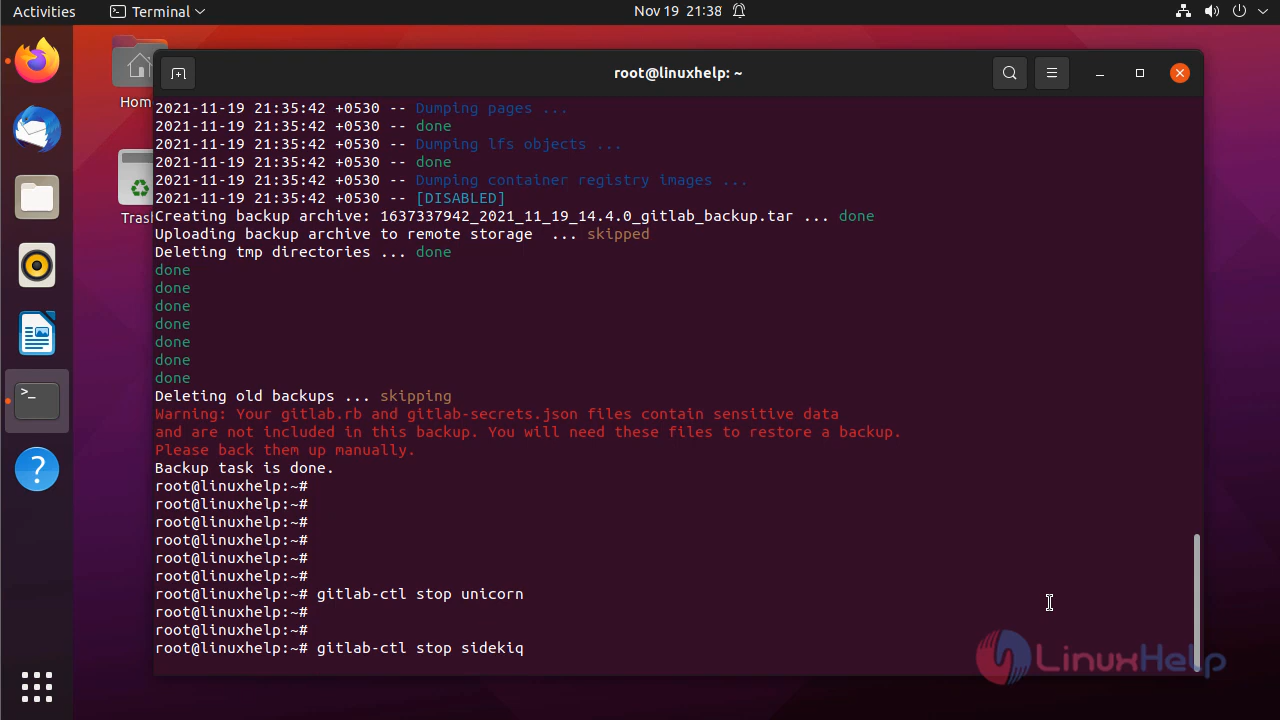 Activities
Terminal
Nov 19 21:38
root@linuxhelp: ~
Hom
Trash
2021-11-19 21:35:42 +0530 -- Dumping pages ...
2021-11-19 21:35:42 +0530 -- done
2021-11-19 21:35:42 +0530 -- Dumping lfs objects ...
2021-11-19 21:35:42 +0530 -- done
2021-11-19 21:35:42 +0530 -- Dumping container registry images ...
2021-11-19 21:35:42 +0530 -- [DISABLED]
Creating backup archive: 1637337942_2021_11_19_14.4.0_gitlab_backup.tar ... done
Uploading backup archive to remote storage  ... skipped
Deleting tmp directories ... done
done
done
done
done
done
done
done
Deleting old backups ... skipping
Warning: Your gitlab.rb and gitlab-secrets.json files contain sensitive data
and are not included in this backup. You will need these files to restore a backup.
Please back them up manually.
Backup task is done.
root@linuxhelp:~#
root@linuxhelp:~#
root@linuxhelp:~#
root@linuxhelp:~#
root@linuxhelp:~#
root@linuxhelp:~#
root@linuxhelp:~# gitlab-ctl stop unicorn
root@linuxhelp:~#
root@linuxhelp:~#
root@linuxhelp:~# gitlab-ctl stop sidekiq
LinuxHelp